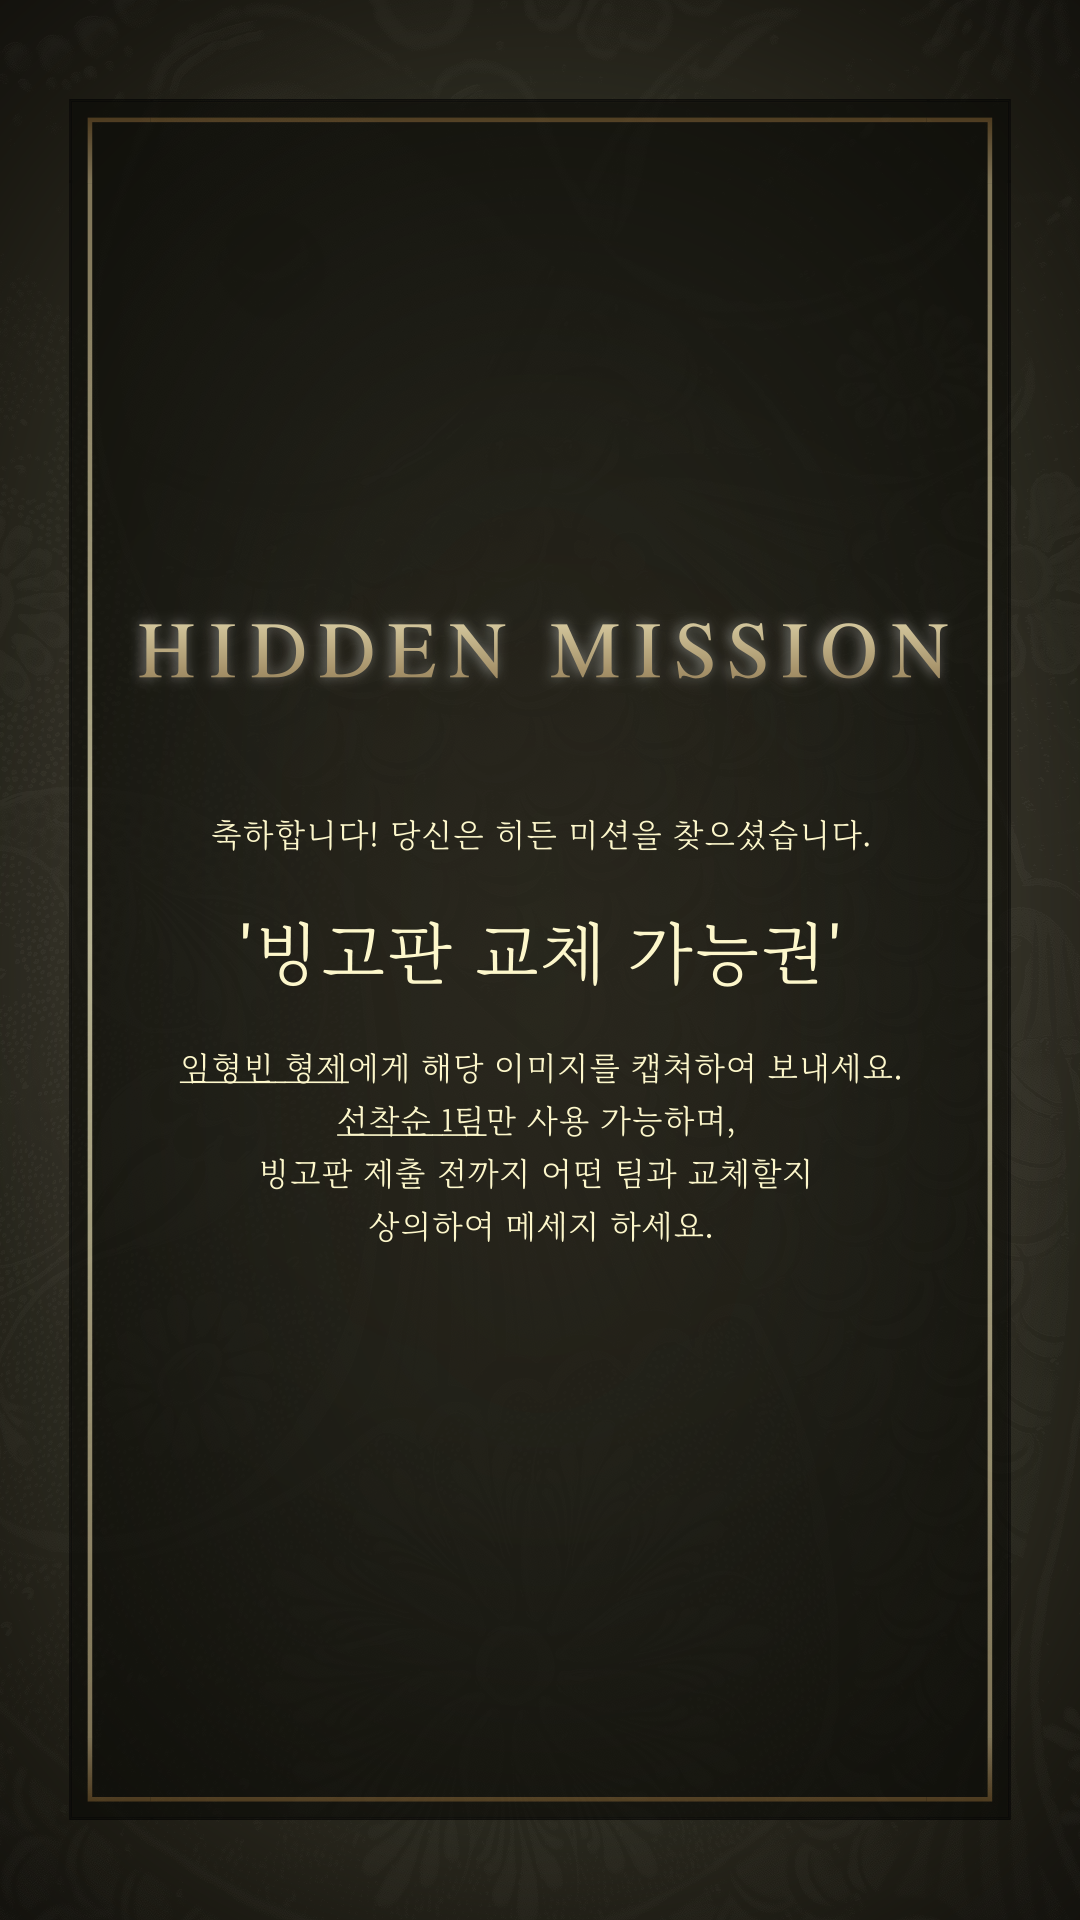 HIDDEN MISSION
축하합니다! 당신은 히든 미션을 찾으셨습니다.
'빙고판 교체 가능권'
임형빈 형제에게 해당 이미지를 캡쳐하여 보내세요.
선착순 1팀만 사용 가능하며,
빙고판 제출 전까지 어떤 팀과 교체할지
상의하여 메세지 하세요.